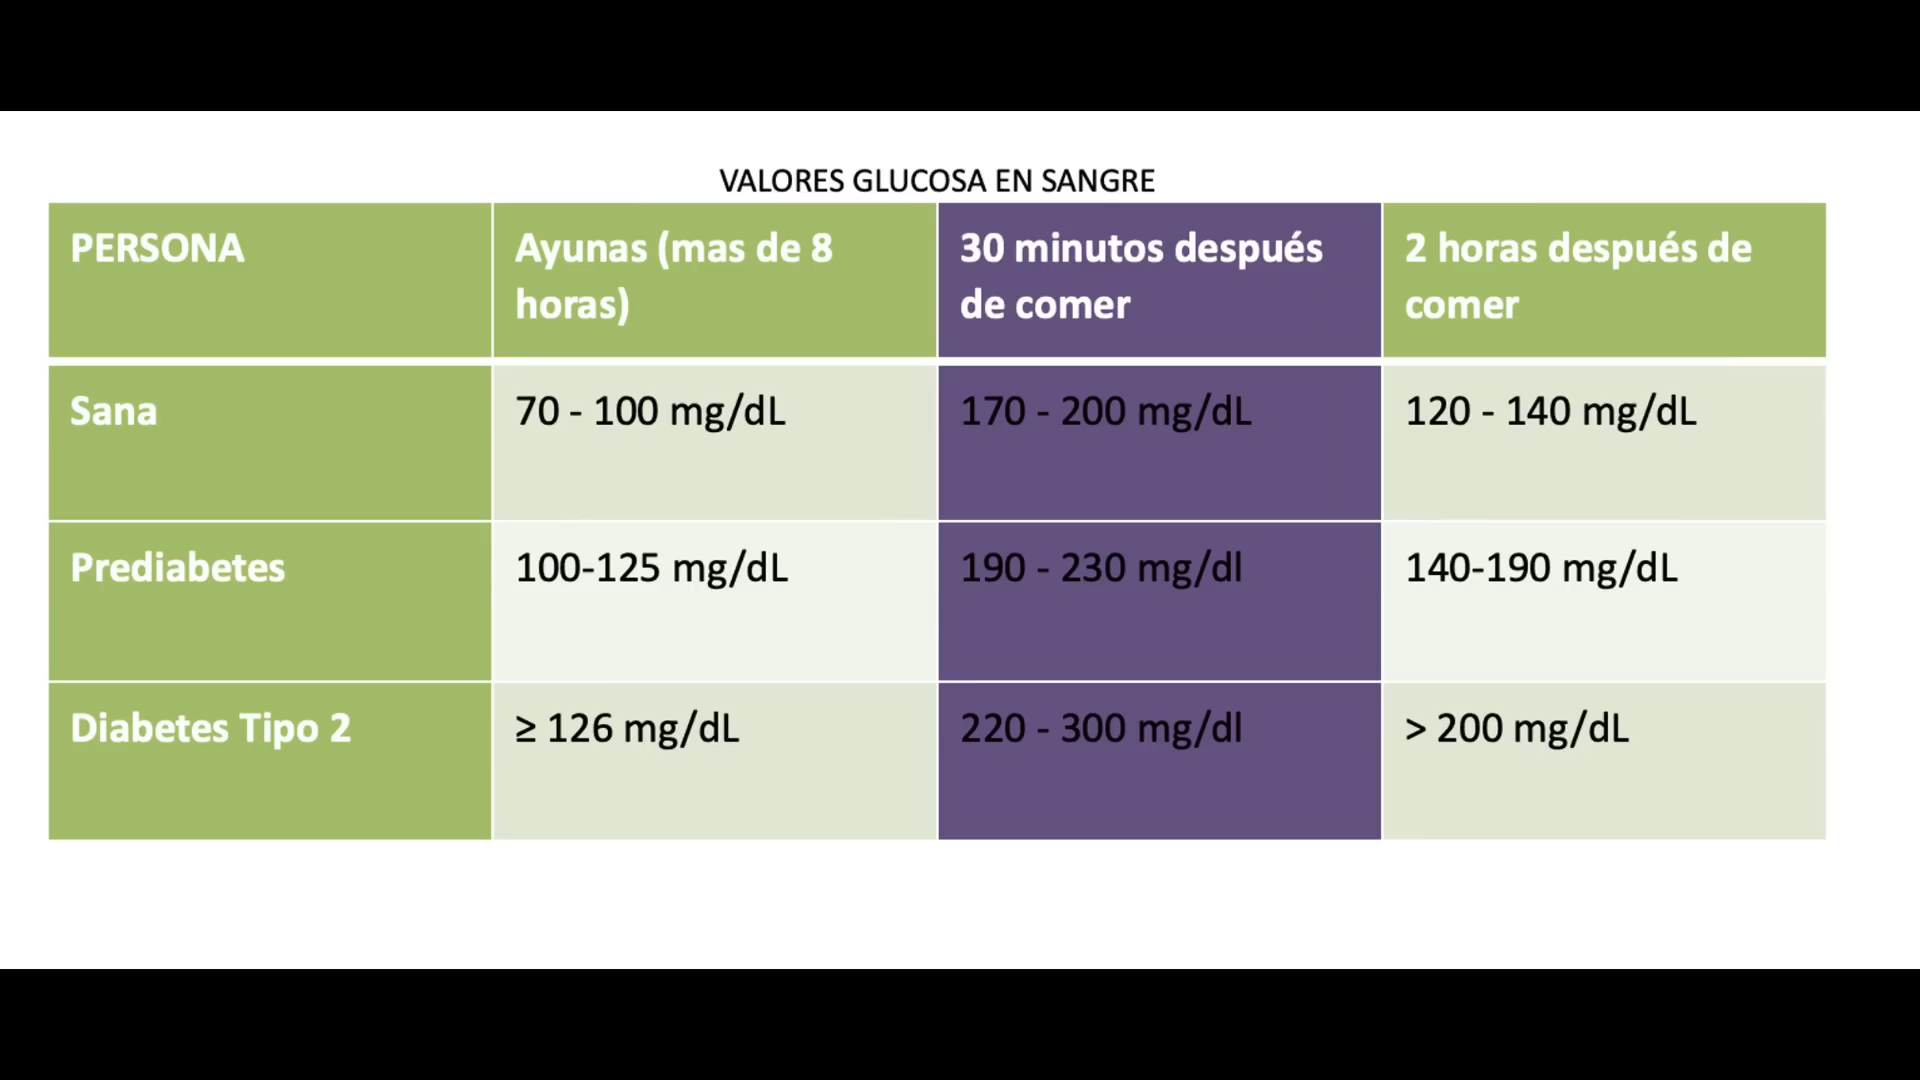 VALORES GLUCOSA EN SANGRE
PERSONA
Ayunas (mas de 8
horas)
30 minutos después
de comer
2 horas después de
comer
Sana
70 - 100 mg/dL
170 - 200 mg/dL
120 - 140 mg/dL
Prediabetes
100-125 mg/dL
190 - 230 mg/dl
140-190 mg/dL
Diabetes Tipo 2
≥ 126 mg/dL
220 - 300 mg/dl
> 200 mg/dL